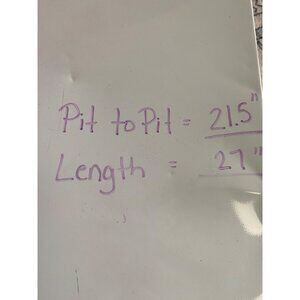 Pit to Pit = 21.5"
Length = 27"